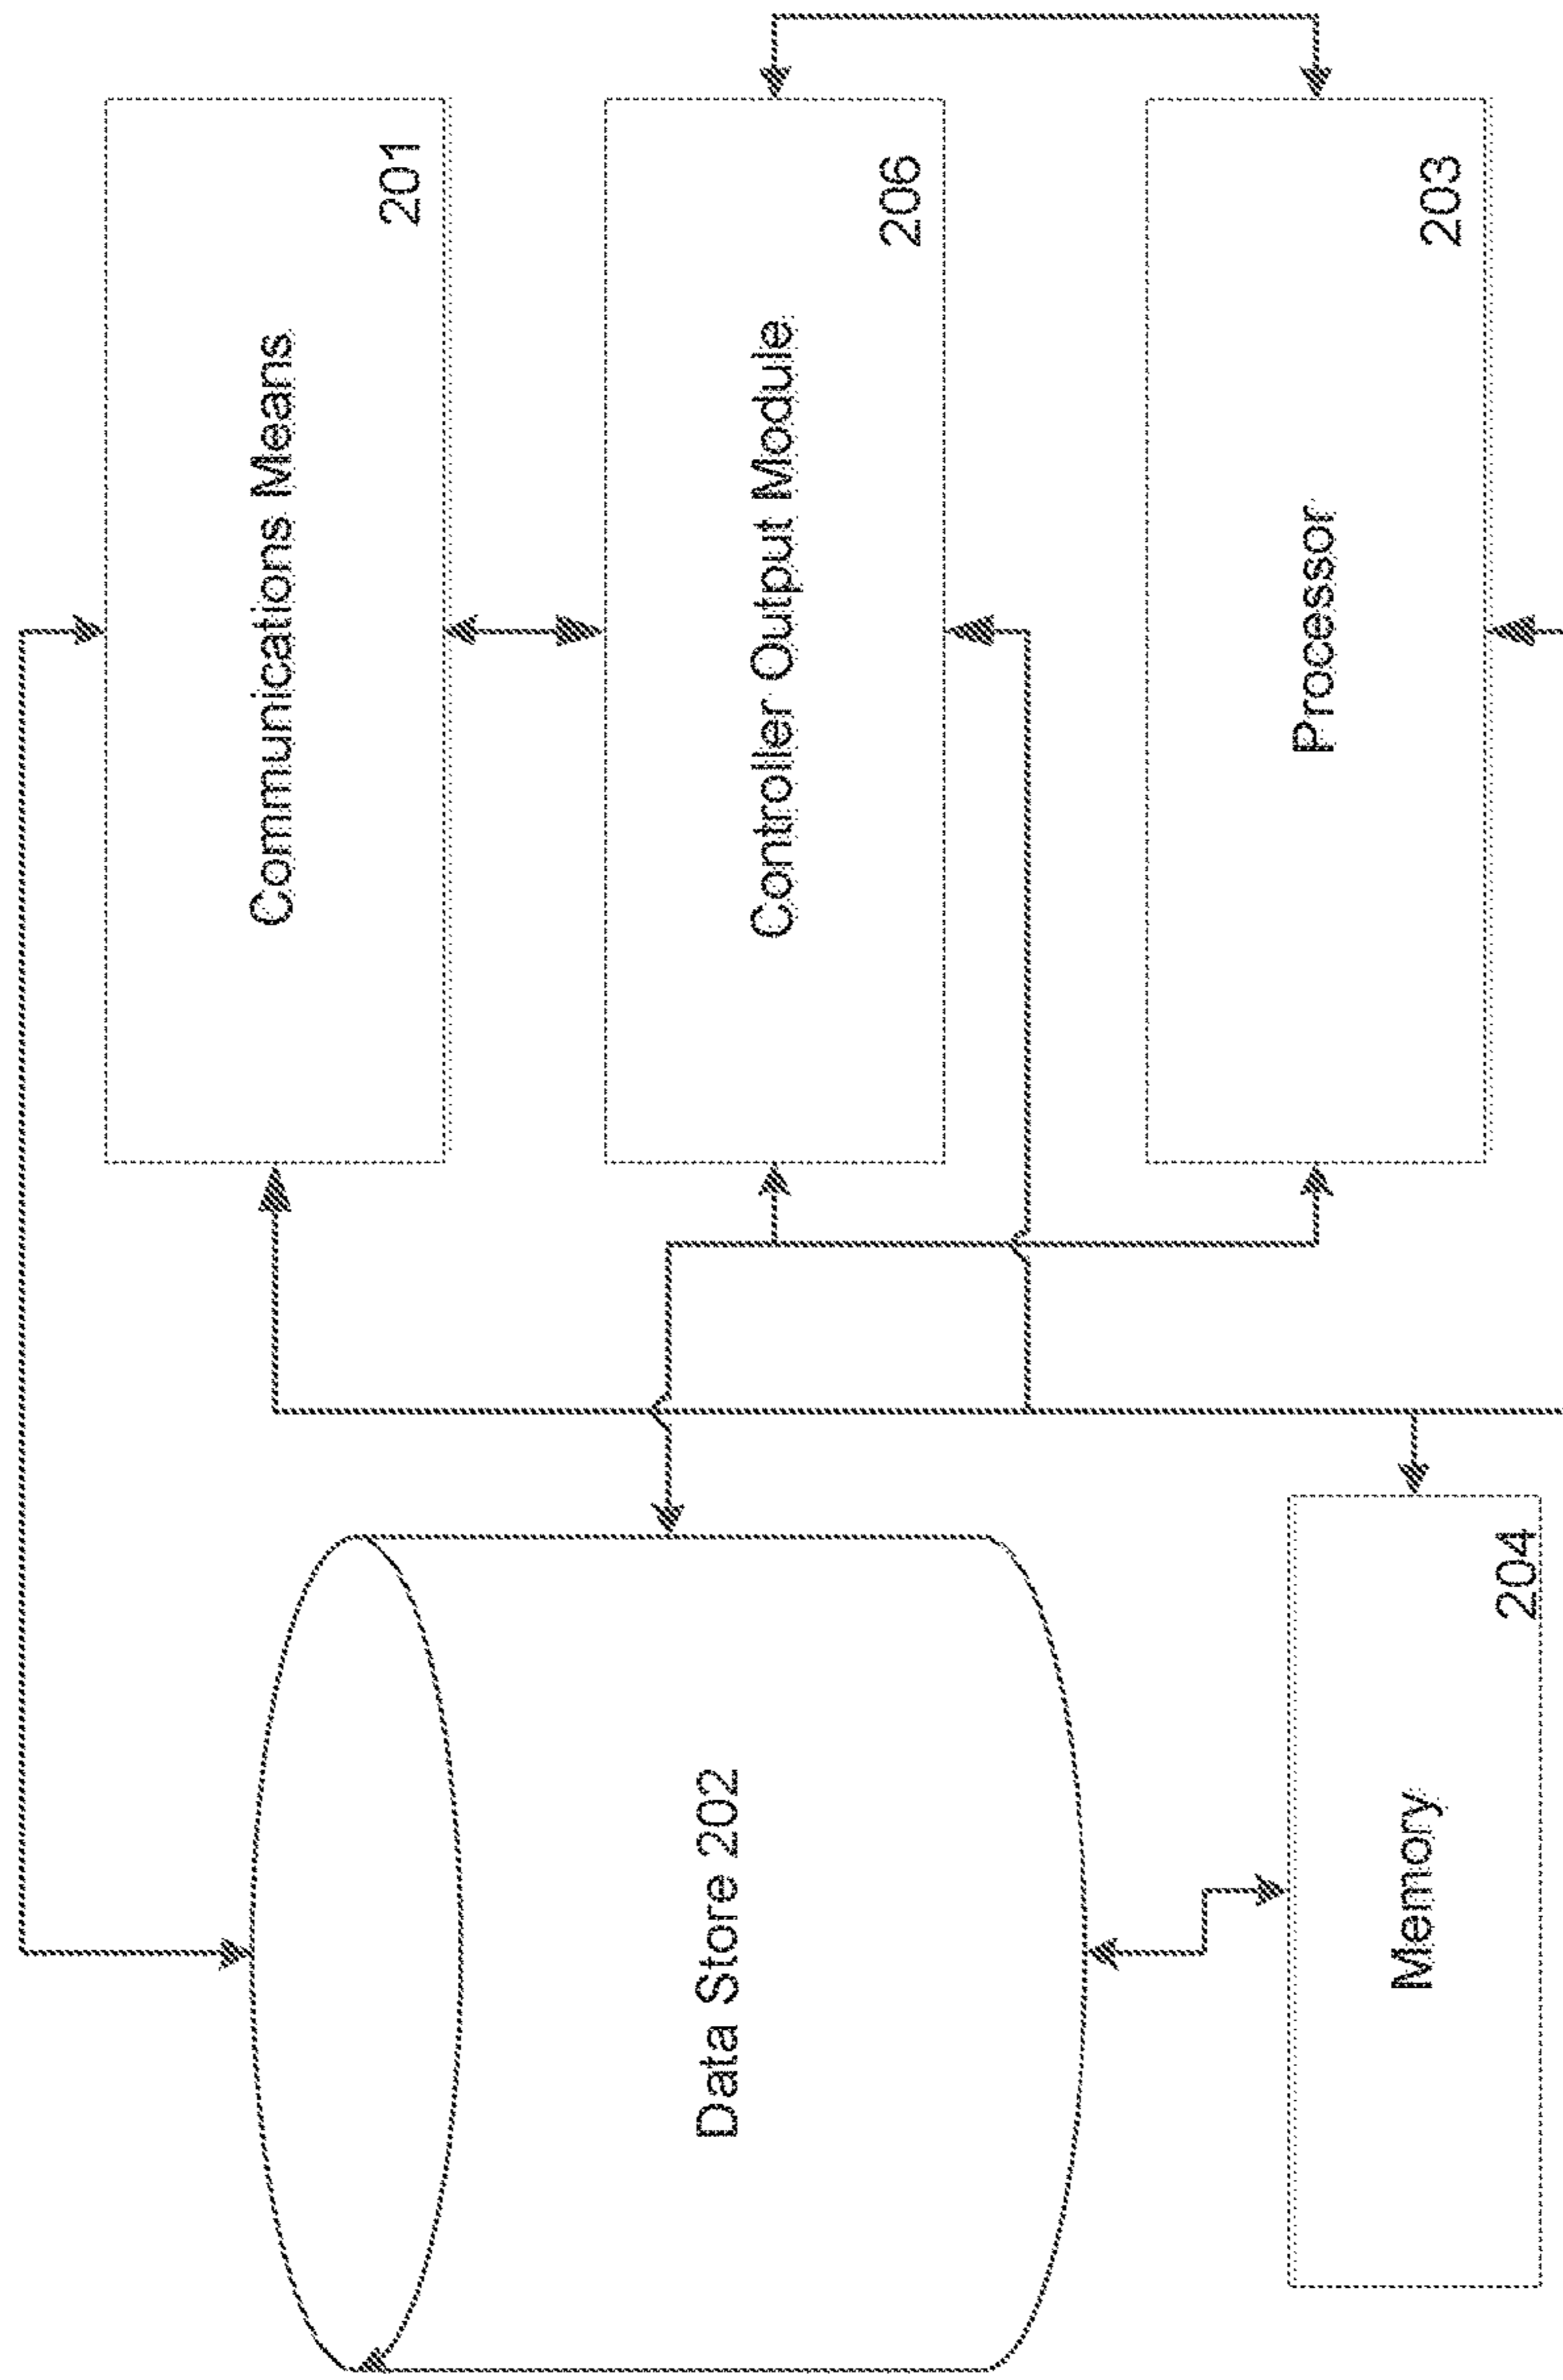 Communications Means
201
Controller Output Module
206
Data Store 202
Processor
203
Memory
204